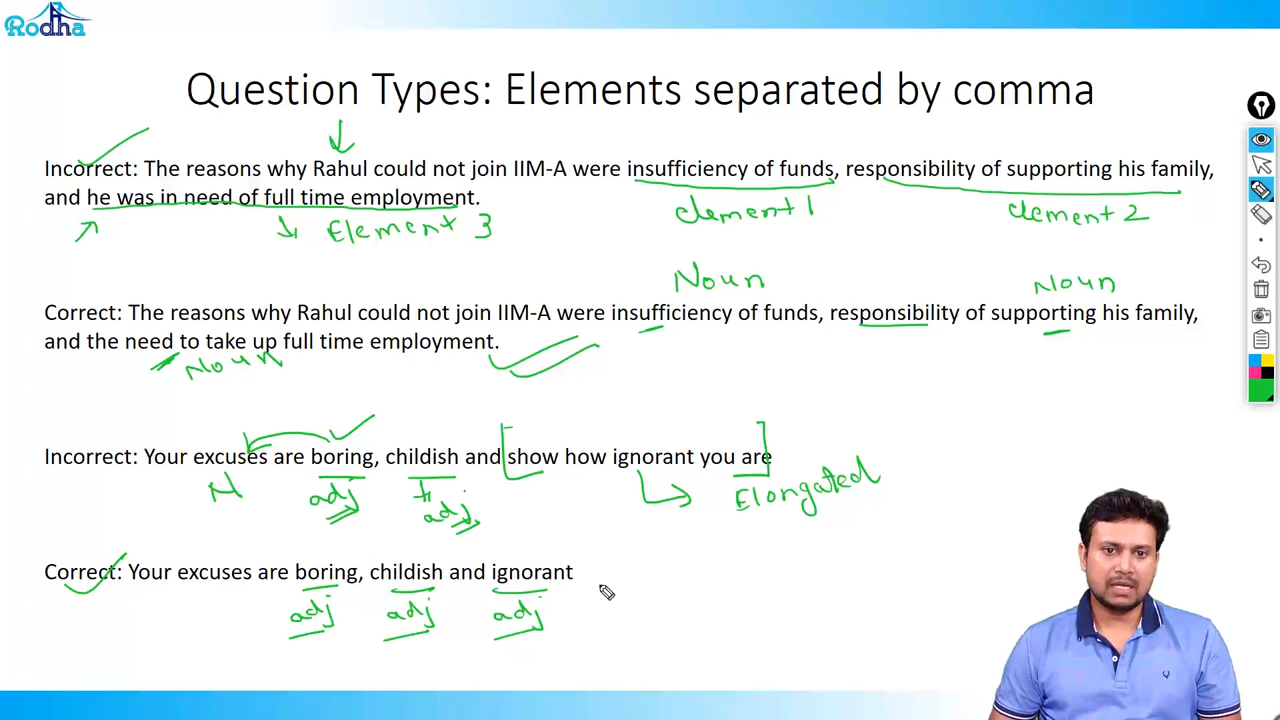 Rodha
Question Types: Elements separated by comma
Incorrect: The reasons why Rahul could not join IIM-A were insufficiency of funds, responsibility of supporting his family,
and he was in need of full time employment.
element 1
element 2
Element 3
Noun
Noun
Correct: The reasons why Rahul could not join IIM-A were insufficiency of funds, responsibility of supporting his family,
and the need to take up full time employment.
Noun
Incorrect: Your excuses are boring, childish and show how ignorant you are
N
adj
adj
Elongated
Correct: Your excuses are boring, childish and ignorant
adj adj adj